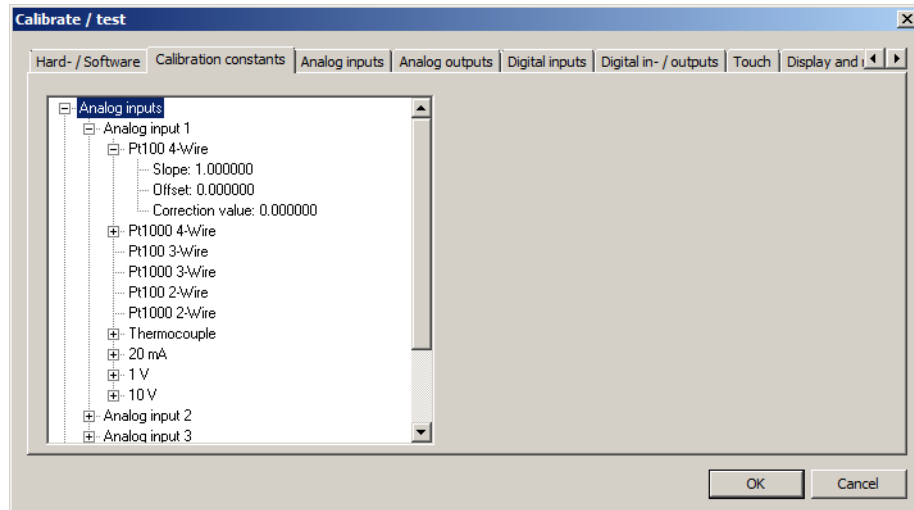 Calibrate / test
Hard- / Software Calibration constants Analog inputs Analog outputs Digital inputs Digital in- / outputs Touch Display and
Analog inputs
Analog input 1
Pt100 4-Wire
Slope: 1.000000
Offset: 0.000000
Correction value: 0.000000
Pt1000 4-Wire
Pt100 3-Wire
Pt1000 3-Wire
Pt100 2-Wire
Pt1000 2-Wire
Thermocouple
20 mA
1 V
10 V
Analog input 2
Analog input 3
OK Cancel